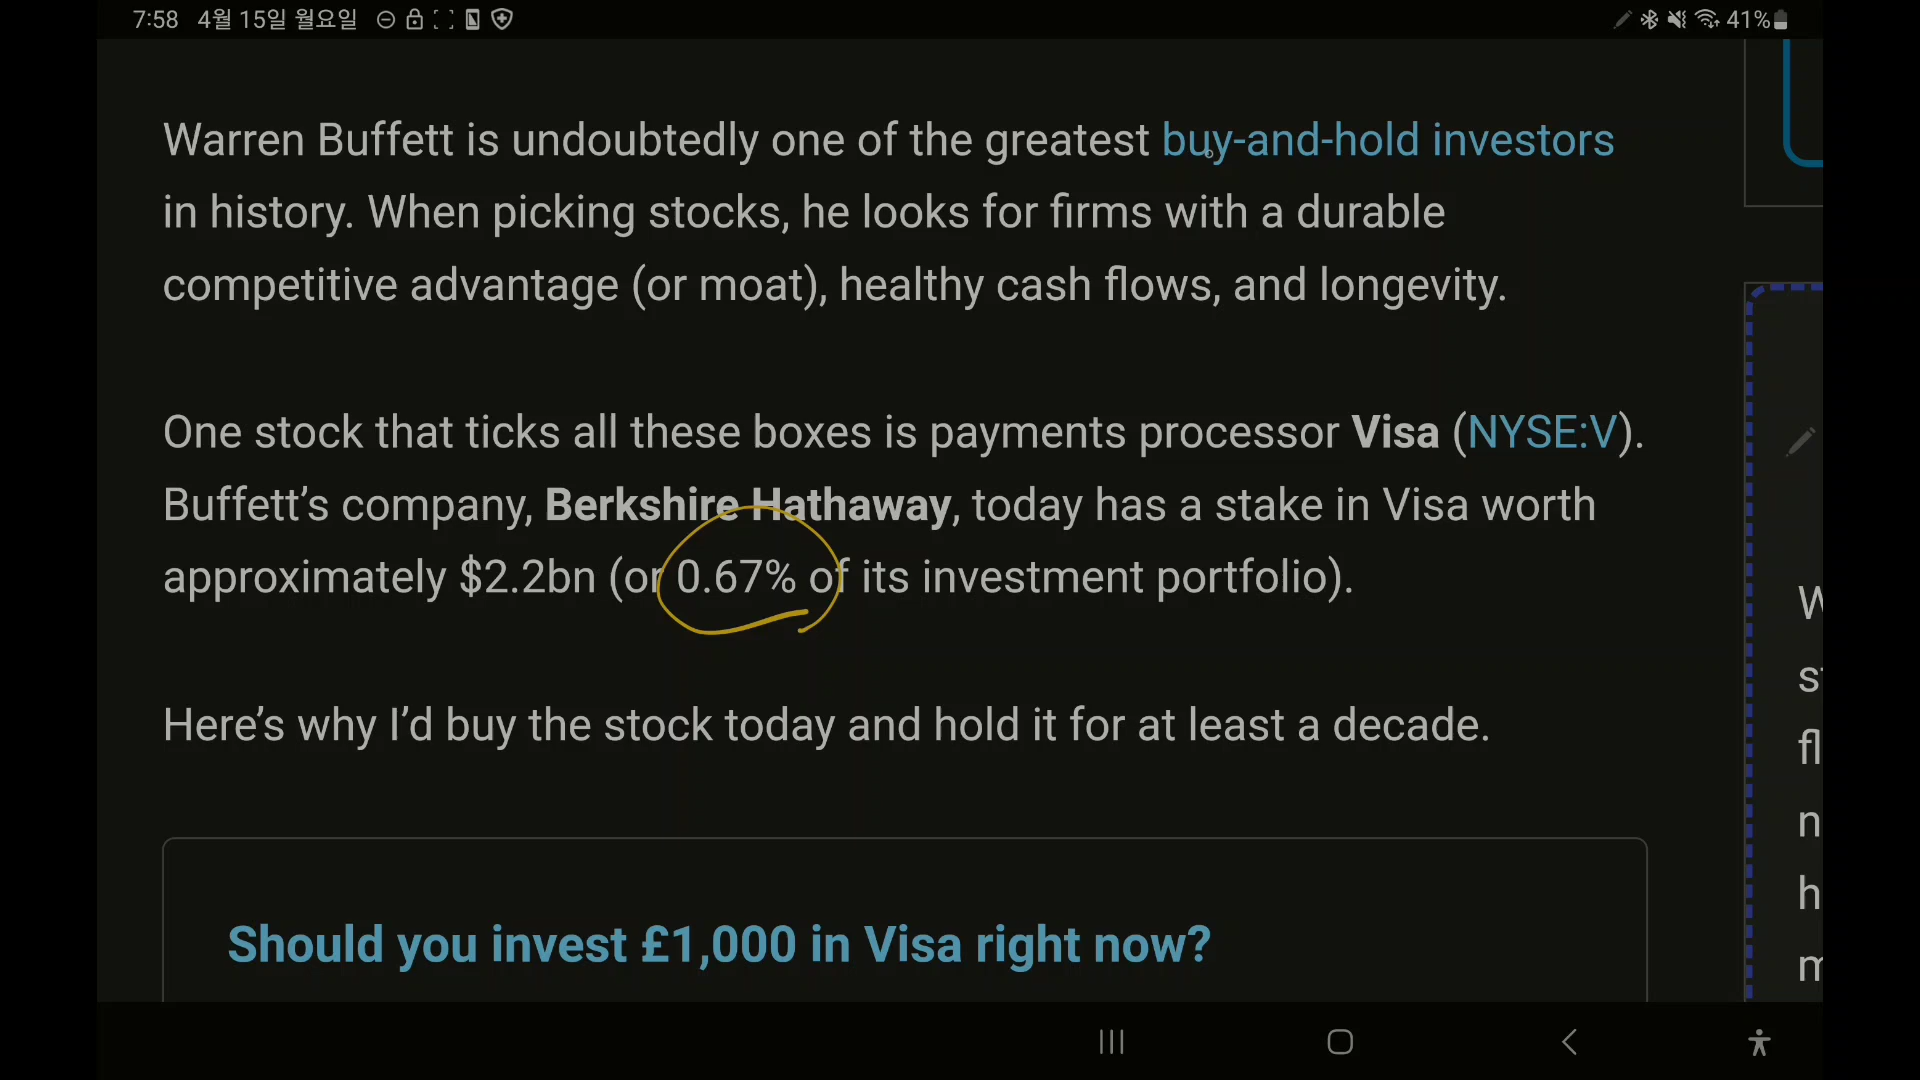 7:58 4월 15일 월요일 41%
Warren Buffett is undoubtedly one of the greatest buy-and-hold investors
in history. When picking stocks, he looks for firms with a durable
competitive advantage (or moat), healthy cash flows, and longevity.
One stock that ticks all these boxes is payments processor Visa (NYSE:V).
Buffett’s company, Berkshire Hathaway, today has a stake in Visa worth
approximately $2.2bn (or 0.67% of its investment portfolio).
Here’s why I’d buy the stock today and hold it for at least a decade.
Should you invest £1,000 in Visa right now?